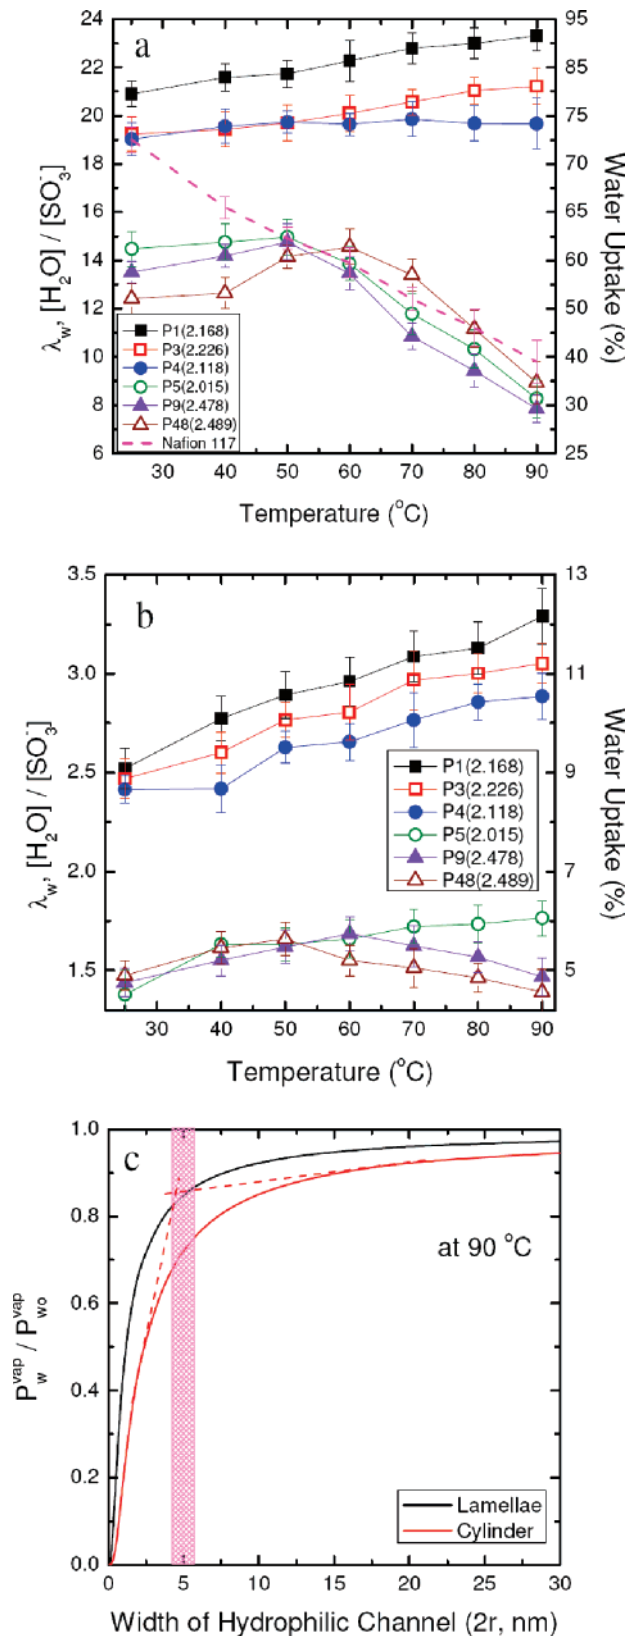 a
24
22
20
18
16
14
12
10
8
6
95
85
75
70
65
60
50
40
30
25
λw, [H2O] / [SO3-]
Water Uptake (%)
P1(2.168)
P3(2.226)
P4(2.118)
P5(2.015)
P9(2.478)
P48(2.489)
Nafion 117
30 40 50 60 70 80 90
Temperature (oC)
b
3.5
3.0
2.5
2.0
1.5
13
11
9
7
5
λw, [H2O] / [SO3-]
Water Uptake (%)
P1(2.168)
P3(2.226)
P4(2.118)
P5(2.015)
P9(2.478)
P48(2.489)
30 40 50 60 70 80 90
Temperature (oC)
c
1.0
0.8
0.6
0.4
0.2
0.0
Pwvap / Pwovap
at 90 oC
Lamellae
Cylinder
0 5 10 15 20 25 30
Width of Hydrophilic Channel (2r, nm)